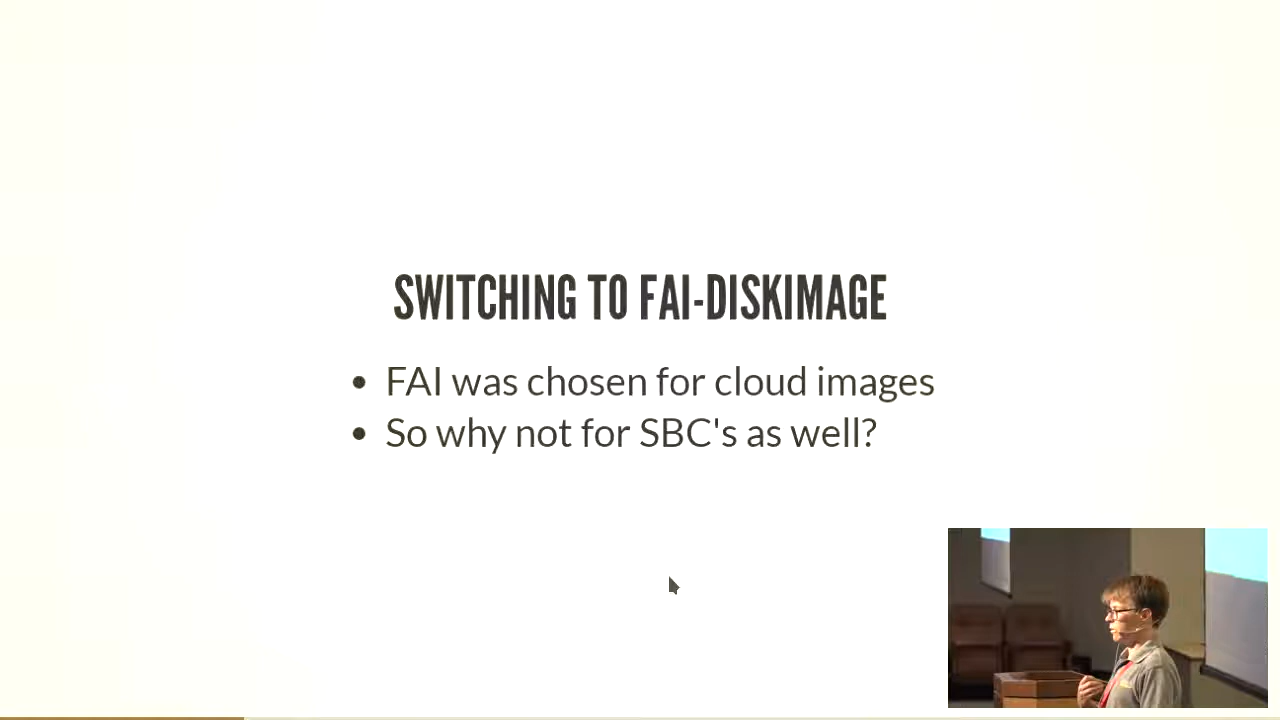 SWITCHING TO FAI-DISKIMAGE
FAI was chosen for cloud images
So why not for SBC's as well?